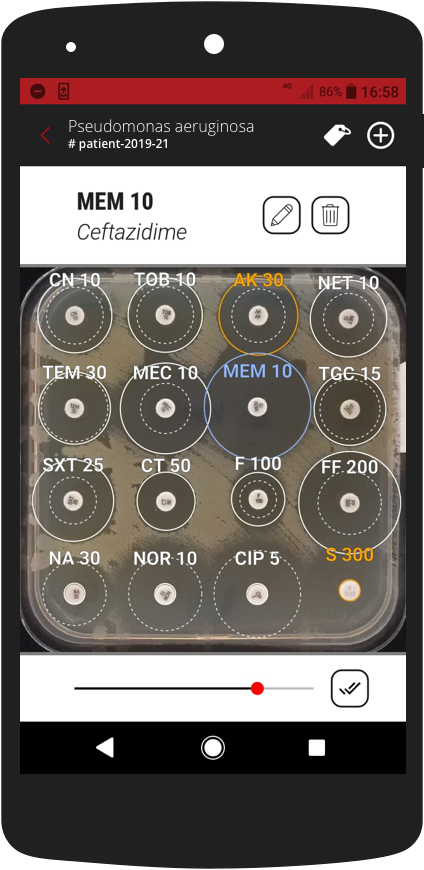 4G 86% 16:58
Pseudomonas aeruginosa
# patient-2019-21
MEM 10
Ceftazidime
CN 10 TOB 10 AK 30 NET 10
TEM 30 MEC 10 MEM 10 TGC 15
SXT 25 CT 50 F 100 FF 200
NA 30 NOR 10 CIP 5 S 300